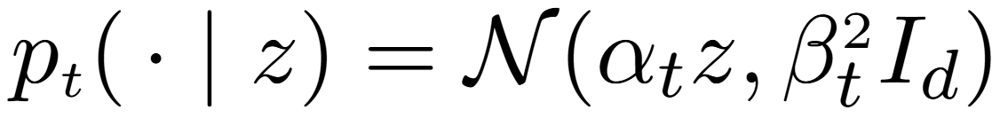 p_t( · | z) = 𝒩(α_t z, β_t^2 I_d)